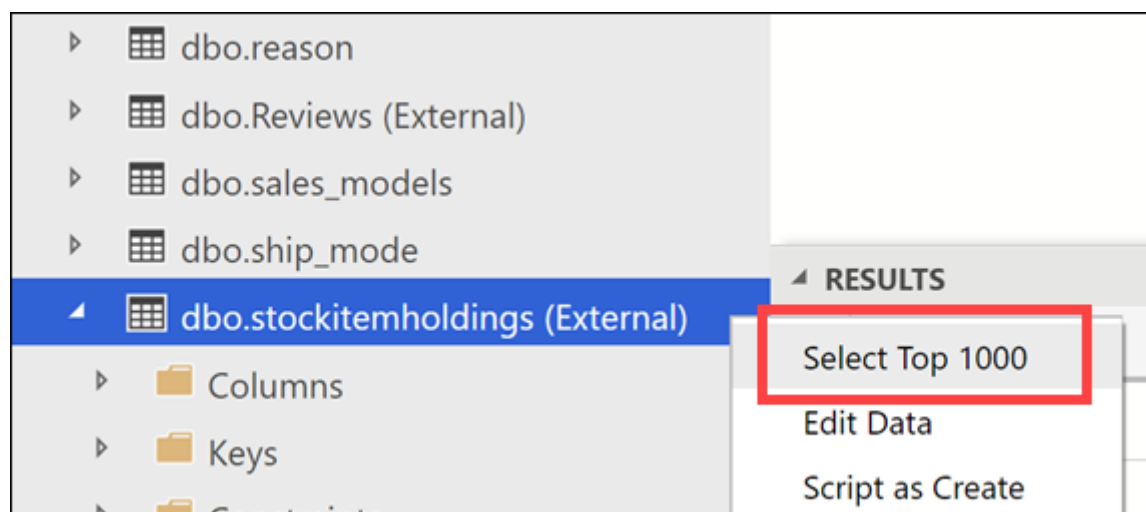 dbo.reason
dbo.Reviews (External)
dbo.sales_models
dbo.ship_mode
dbo.stockitemholdings (External)
Columns
Keys
RESULTS
Select Top 1000
Edit Data
Script as Create